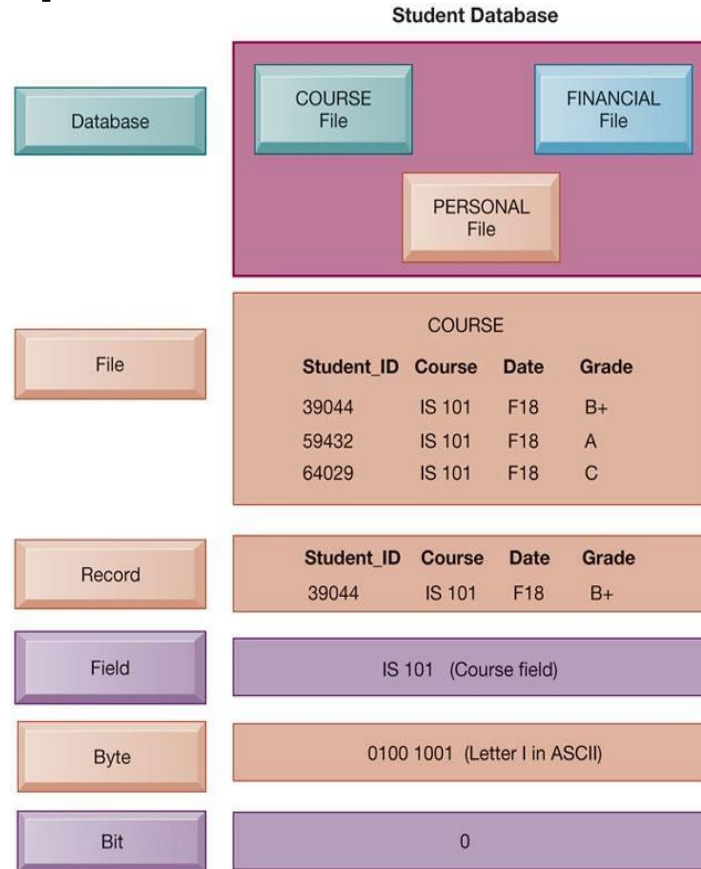 Student Database
Database
COURSE
File
FINANCIAL
File
PERSONAL
File
File
COURSE
Student_ID Course Date Grade
39044 IS 101 F18 B+
59432 IS 101 F18 A
64029 IS 101 F18 C
Record
Student_ID Course Date Grade
39044 IS 101 F18 B+
Field
IS 101 (Course field)
Byte
0100 1001 (Letter I in ASCII)
Bit
0